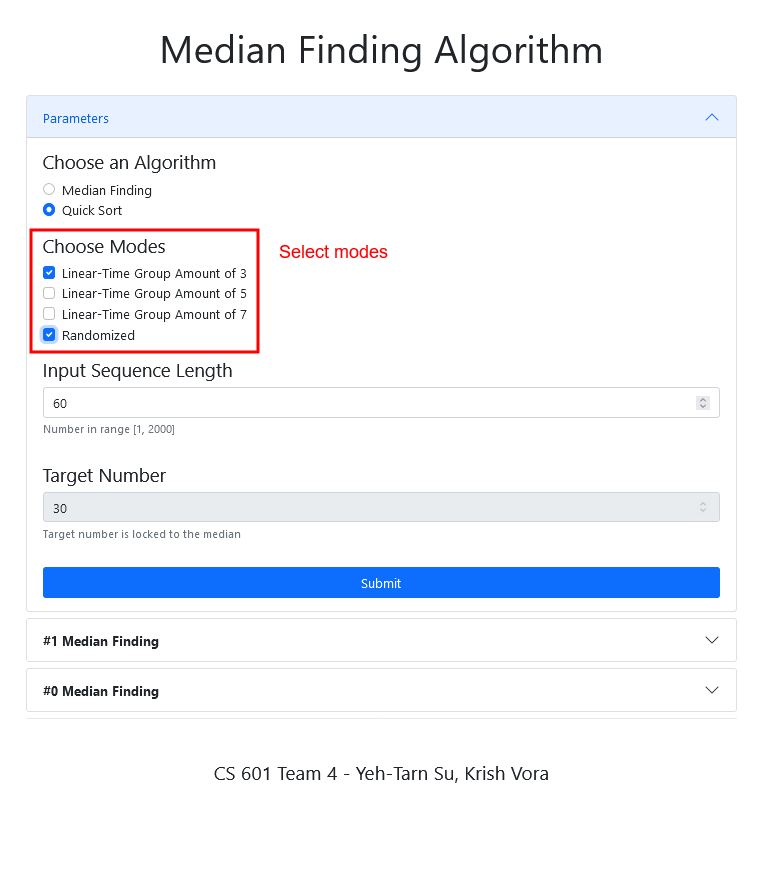 Median Finding Algorithm
Parameters
Choose an Algorithm
Median Finding
Quick Sort
Choose Modes
Select modes
Linear-Time Group Amount of 3
Linear-Time Group Amount of 5
Linear-Time Group Amount of 7
Randomized
Input Sequence Length
60
Number in range [1, 2000]
Target Number
30
Target number is locked to the median
Submit
#1 Median Finding
#0 Median Finding
CS 601 Team 4 - Yeh-Tarn Su, Krish Vora